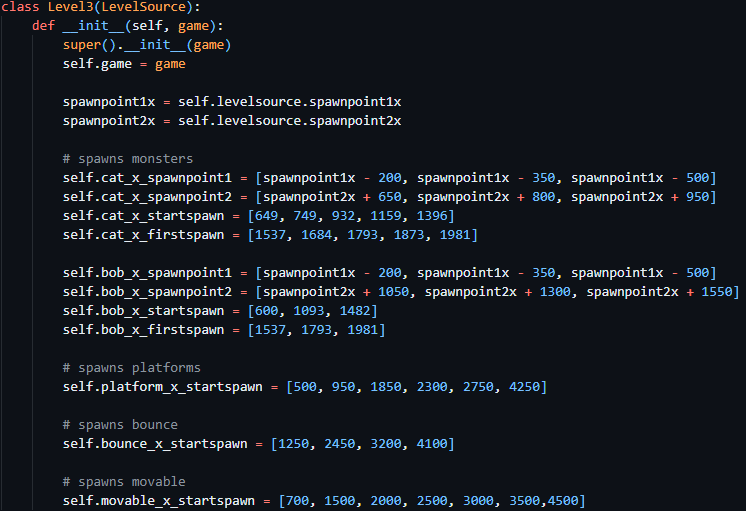 class Level3(LevelSource):
    def __init__(self, game):
        super().__init__(game)
        self.game = game

        spawnpoint1x = self.levelsource.spawnpoint1x
        spawnpoint2x = self.levelsource.spawnpoint2x

        # spawns monsters
        self.cat_x_spawnpoint1 = [spawnpoint1x - 200, spawnpoint1x - 350, spawnpoint1x - 500]
        self.cat_x_spawnpoint2 = [spawnpoint2x + 650, spawnpoint2x + 800, spawnpoint2x + 950]
        self.cat_x_startspawn = [649, 749, 932, 1159, 1396]
        self.cat_x_firstspawn = [1537, 1684, 1793, 1873, 1981]

        self.bob_x_spawnpoint1 = [spawnpoint1x - 200, spawnpoint1x - 350, spawnpoint1x - 500]
        self.bob_x_spawnpoint2 = [spawnpoint2x + 1050, spawnpoint2x + 1300, spawnpoint2x + 1550]
        self.bob_x_startspawn = [600, 1093, 1482]
        self.bob_x_firstspawn = [1537, 1793, 1981]

        # spawns platforms
        self.platform_x_startspawn = [500, 950, 1850, 2300, 2750, 4250]

        # spawns bounce
        self.bounce_x_startspawn = [1250, 2450, 3200, 4100]

        # spawns movable
        self.movable_x_startspawn = [700, 1500, 2000, 2500, 3000, 3500,4500]